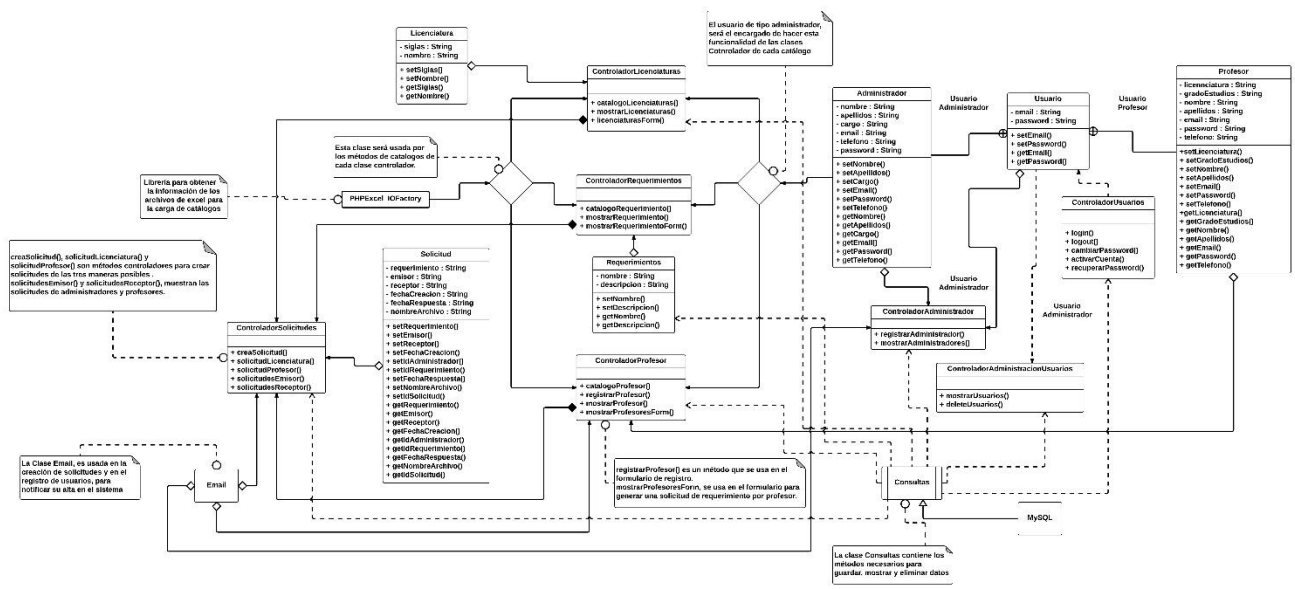 Licenciatura
- siglas : String
- nombre : String
+ setSiglas()
+ setNombre()
+ getSiglas()
+ getNombre()
ControladorLicenciaturas
+ catalogoLicenciaturas()
+ mostrarLicenciaturas()
+ licenciaturasForm()
El usuario de tipo administrador,
será el encargado de hacer esta
funcionalidad de las clases
Cotnrolador de cada catálogo
Administrador
- nombre : String
- apellidos : String
- cargo : String
- email : String
- telefono : String
- password : String
+ setNombre()
+ setApellidos()
+ setCargo()
+ setEmail()
+ setPassword()
+ setTelefono()
+ getNombre()
+ getApellidos()
+ getCargo()
+ getEmail()
+ getPassword()
+ getTelefono()
Usuario
Administrador
Usuario
- email : String
- password : String
+ setEmail()
+ setPassword()
+ getEmail()
+ getPassword()
Usuario
Profesor
Profesor
- licenciatura : String
- gradoEstudios : String
- nombre : String
- apellidos : String
- email : String
- password : String
- telefono: String
+setLicenciatura()
+ setGradoEstudios()
+ setNombre()
+ setApellidos()
+ setEmail()
+ setPassword()
+ setTelefono()
+getLicenciatura()
+ getGradoEstudios()
+ getNombre()
+ getApellidos()
+ getEmail()
+ getPassword()
+ getTelefono()
Esta clase será usada por
los métodos de catalogos de
cada clase controlador.
Librería para obtener
la información de los
archivos de excel para
la carga de catálogos
PHPExcel_IOFactory
ControladorRequerimientos
+ catalogoRequerimiento()
+ mostrarRequerimiento()
+ mostrarRequerimientoForm()
ControladorUsuarios
+ login()
+ logout()
+ cambiarPassword()
+ activarCuenta()
+ recuperarPassword()
creaSolicitud(), solicitudLicenciatura() y
solicitudProfesor() son métodos controladores para crear
solicitudes de las tres maneras posibles .
solicitudesEmisor() y solicitudosReceptor(), muestran las
solicitudes de administradores y profesores.
Solicitud
- requerimiento : String
- emisor : String
- receptor : String
- fechaCreacion : String
- fechaRespuesta : String
- nombreArchivo : String
+ setRequerimiento()
+ setEmisor()
+ setReceptor()
+ setFechaCreacion()
+ setIdAdministrador()
+ setIdRequerimiento()
+ setFechaRespuesta()
+ setNombreArchivo()
+ setIdSolicitud()
+ getRequerimiento()
+ getEmisor()
+ getReceptor()
+ getFechaCreacion()
+ getIdAdministrador()
+ getIdRequerimiento()
+ getFechaRespuesta()
+ getNombreArchivo()
+ getIdSolicitud()
Requerimientos
- nombre : String
- descripcion : String
+ setNombre()
+ setDescripcion()
+ getNombre()
+ getDescripcion()
Usuario
Administrador
Usuario
Administrador
ControladorAdministrador
+ registrarAdministrador()
+ mostrarAdministradores()
ControladorSolicitudes
+ creaSolicitud()
+ solicitudLicenciatura()
+ solicitudProfesor()
+ solicitudesEmisor()
+ solicitudesReceptor()
ControladorProfesor
+ catalogoProfesor()
+ registrarProfesor()
+ mostrarProfesor()
+ mostrarProfesoresForm()
ControladorAdministracionUsuarios
+ mostrarUsuarios()
+ deleteUsuarios()
La Clase Email, es usada en la
creación de solicitudes y en el
registro de usuarios, para
notificar su alta en el sistema
Email
registrarProfesor() es un método que se usa en el
formulario de registro.
mostrarProfesoresForm, se usa en el formulario para
generar una solicitud de requerimiento por profesor.
Consultas
MySQL
La clase Consultas contiene los
métodos necesarios para
guardar, mostrar y eliminar datos